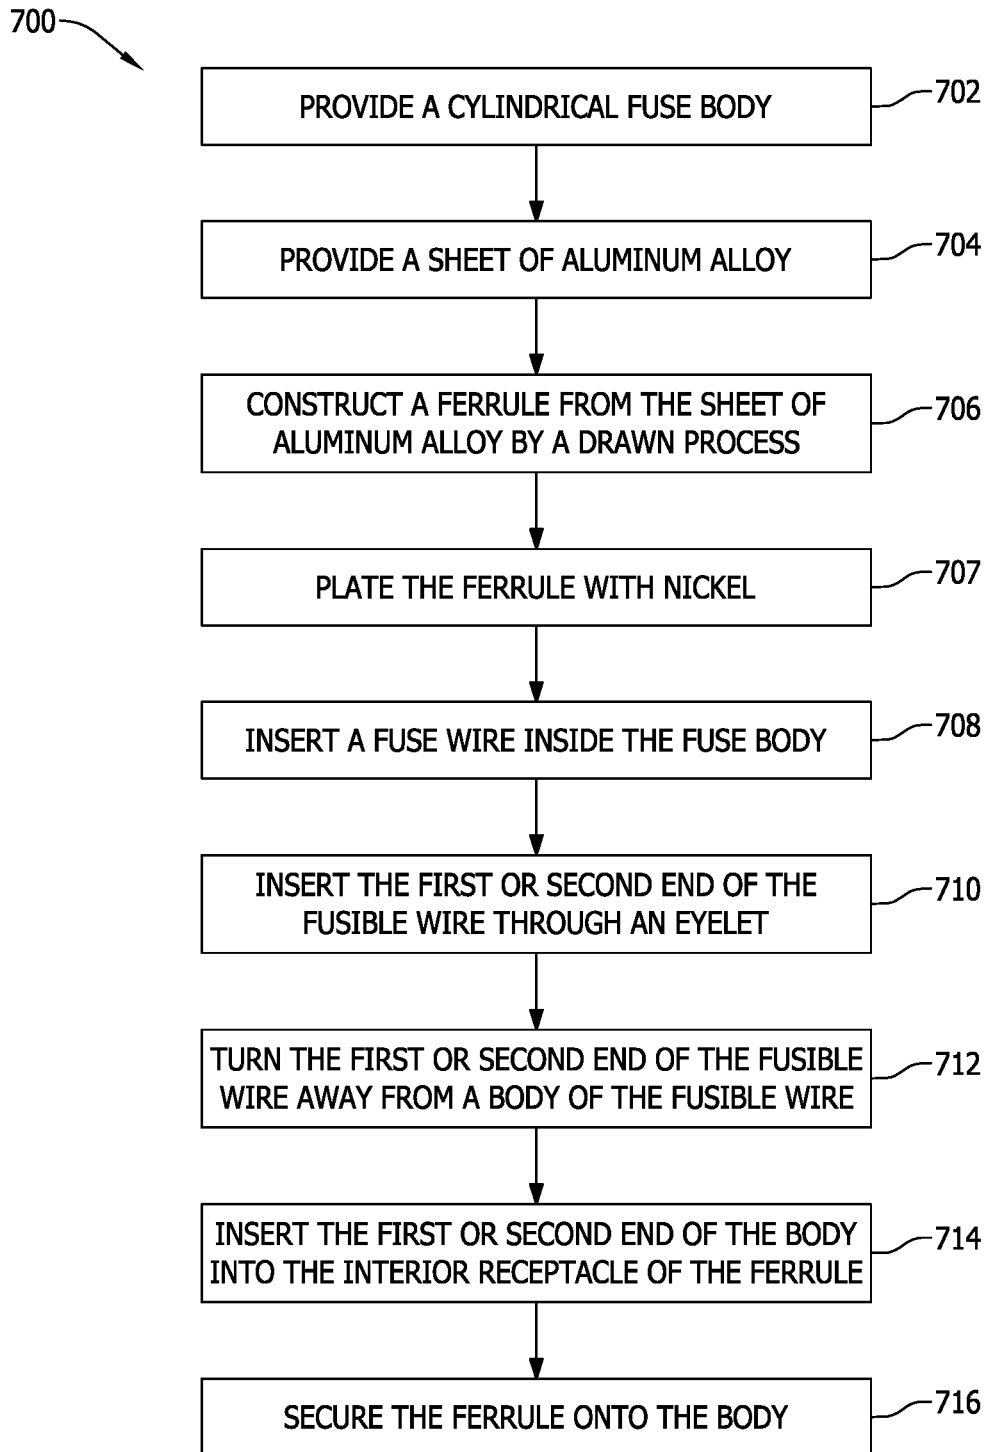 700
PROVIDE A CYLINDRICAL FUSE BODY
702
PROVIDE A SHEET OF ALUMINUM ALLOY
704
CONSTRUCT A FERRULE FROM THE SHEET OF
ALUMINUM ALLOY BY A DRAWN PROCESS
706
PLATE THE FERRULE WITH NICKEL
707
INSERT A FUSE WIRE INSIDE THE FUSE BODY
708
INSERT THE FIRST OR SECOND END OF THE
FUSIBLE WIRE THROUGH AN EYELET
710
TURN THE FIRST OR SECOND END OF THE FUSIBLE
WIRE AWAY FROM A BODY OF THE FUSIBLE WIRE
712
INSERT THE FIRST OR SECOND END OF THE BODY
INTO THE INTERIOR RECEPTACLE OF THE FERRULE
714
SECURE THE FERRULE ONTO THE BODY
716